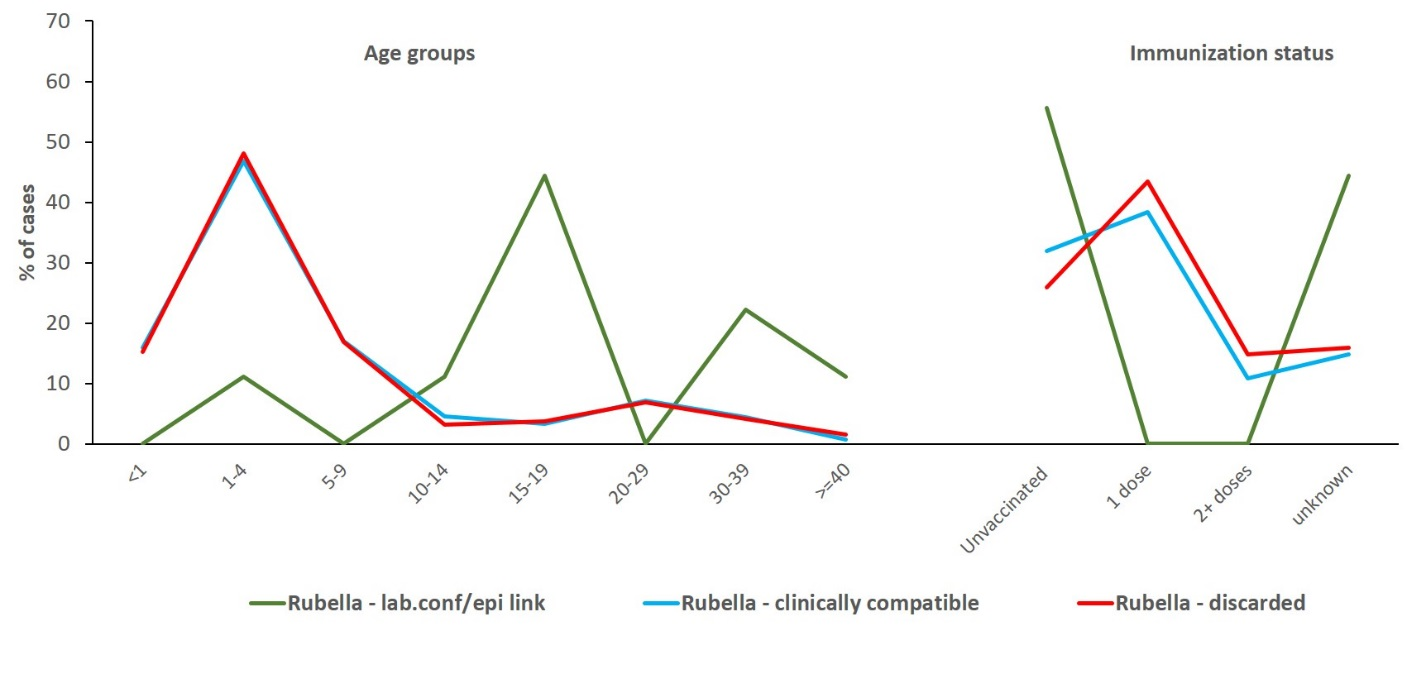 Age groups
Immunization status
% of cases
70
60
50
40
30
20
10
0
<1
1-4
5-9
10-14
15-19
20-29
30-39
>=40
Unvaccinated
1 dose
2+ doses
unknown
Rubella - lab.conf/epi link
Rubella - clinically compatible
Rubella - discarded